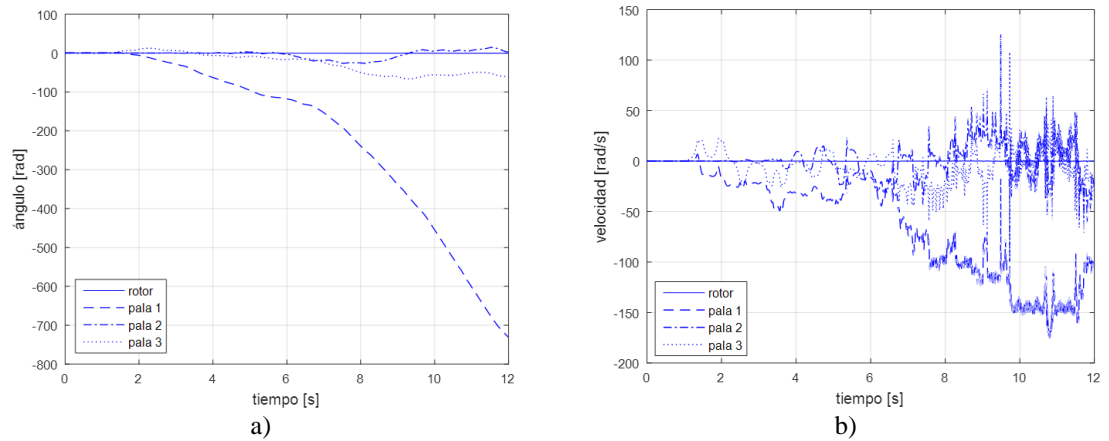 100
0
-100
-200
-300
-400
-500
-600
-700
-800
0 2 4 6 8 10 12
ángulo [rad]
tiempo [s]
rotor
pala 1
pala 2
pala 3
a)
150
100
50
0
-50
-100
-150
-200
0 2 4 6 8 10 12
velocidad [rad/s]
tiempo [s]
rotor
pala 1
pala 2
pala 3
b)